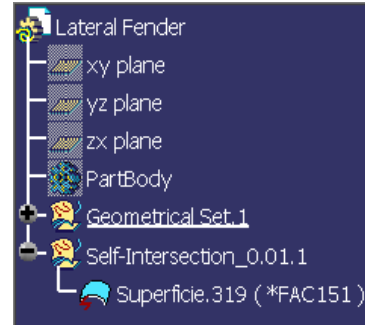 Lateral Fender
xy plane
yz plane
zx plane
PartBody
Geometrical Set.1
Self-Intersection_0.01.1
Superficie.319 ( *FAC151 )